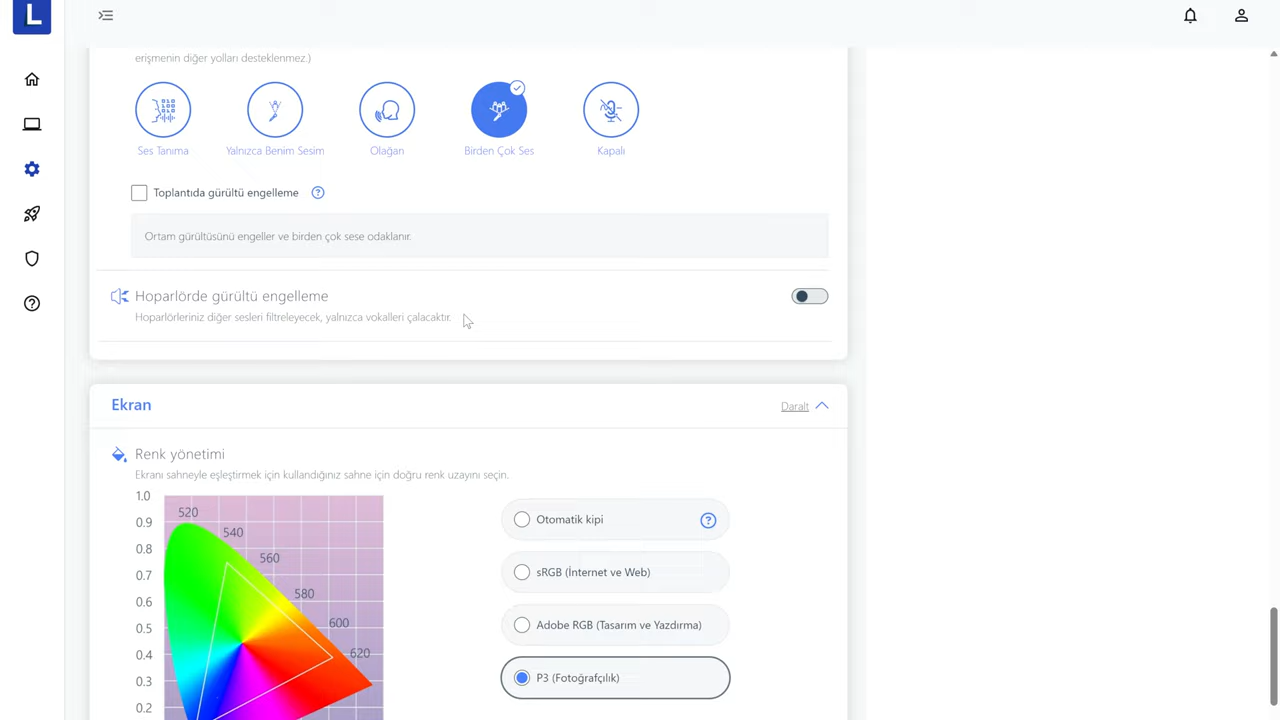 L
erişmenin diğer yolları desteklenmez.)
Ses Tanıma
Yalnızca Benim Sesim
Olağan
Birden Çok Ses
Kapalı
Toplantıda gürültü engelleme ?
Ortam gürültüsünü engeller ve birden çok sese odaklanır.
Hoparlörde gürültü engelleme
Hoparlörleriniz diğer sesleri filtreleyecek, yalnızca vokalleri çalacaktır.
Ekran
Daralt
Renk yönetimi
Ekranı sahneyle eşleştirmek için kullandığınız sahne için doğru renk uzayını seçin.
1.0
0.9
0.8
0.7
0.6
0.5
0.4
0.3
0.2
520
540
560
580
600
620
Otomatik kipi ?
sRGB (İnternet ve Web)
Adobe RGB (Tasarım ve Yazdırma)
P3 (Fotoğrafçılık)